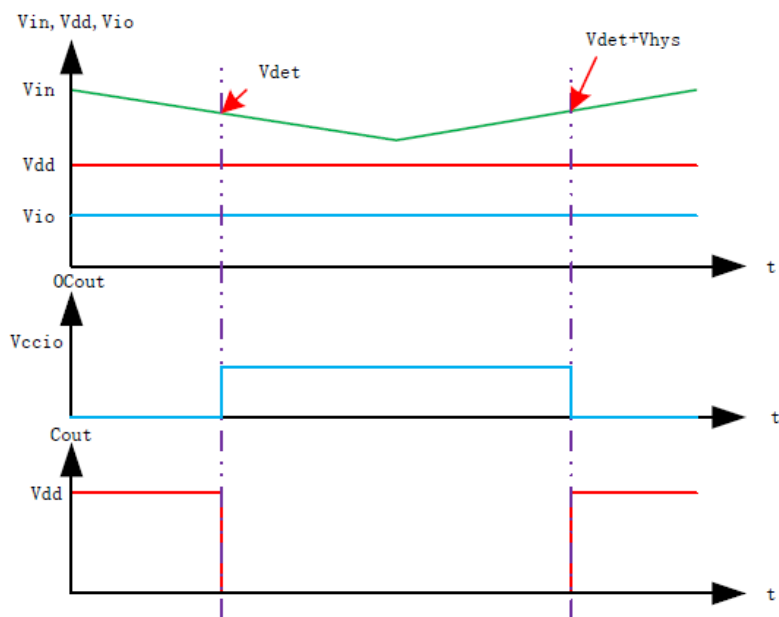 Vin, Vdd, Vio
Vdet+Vhys
Vdet
Vin
Vdd
Vio
t
OCout
Vccio
t
Cout
Vdd
t